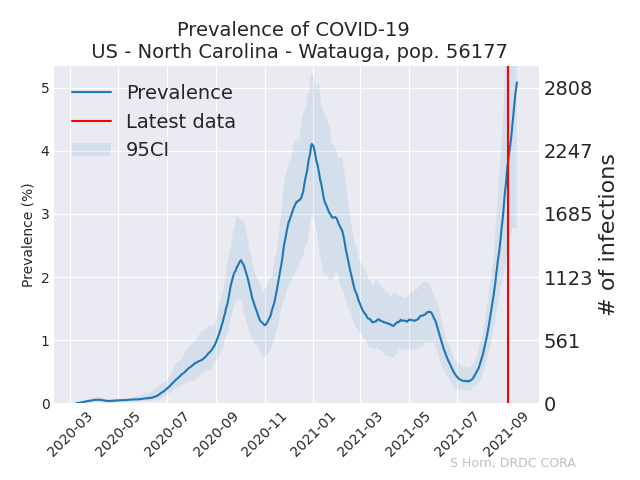 Prevalence of COVID-19
US - North Carolina - Watauga, pop. 56177
Prevalence
Latest data
95CI
Prevalence (%)
5
4
3
2
1
0
2808
2247
1685
1123
561
0
# of infections
2020-03
2020-05
2020-07
2020-09
2020-11
2021-01
2021-03
2021-05
2021-07
2021-09
S Horn, DRDC CORA